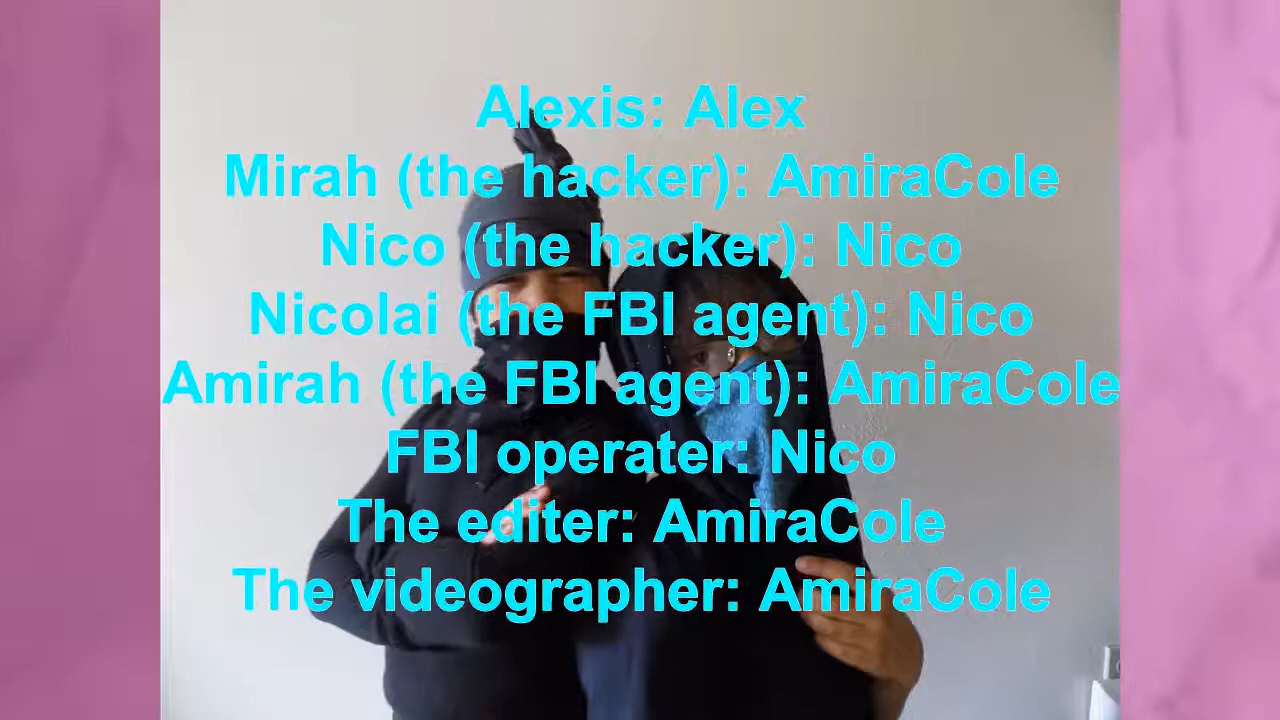 Alexis: Alex
Mirah (the hacker): AmiraCole
Nico (the hacker): Nico
Nicolai (the FBI agent): Nico
Amirah (the FBI agent): AmiraCole
FBI operater: Nico
The editer: AmiraCole
The videographer: AmiraCole